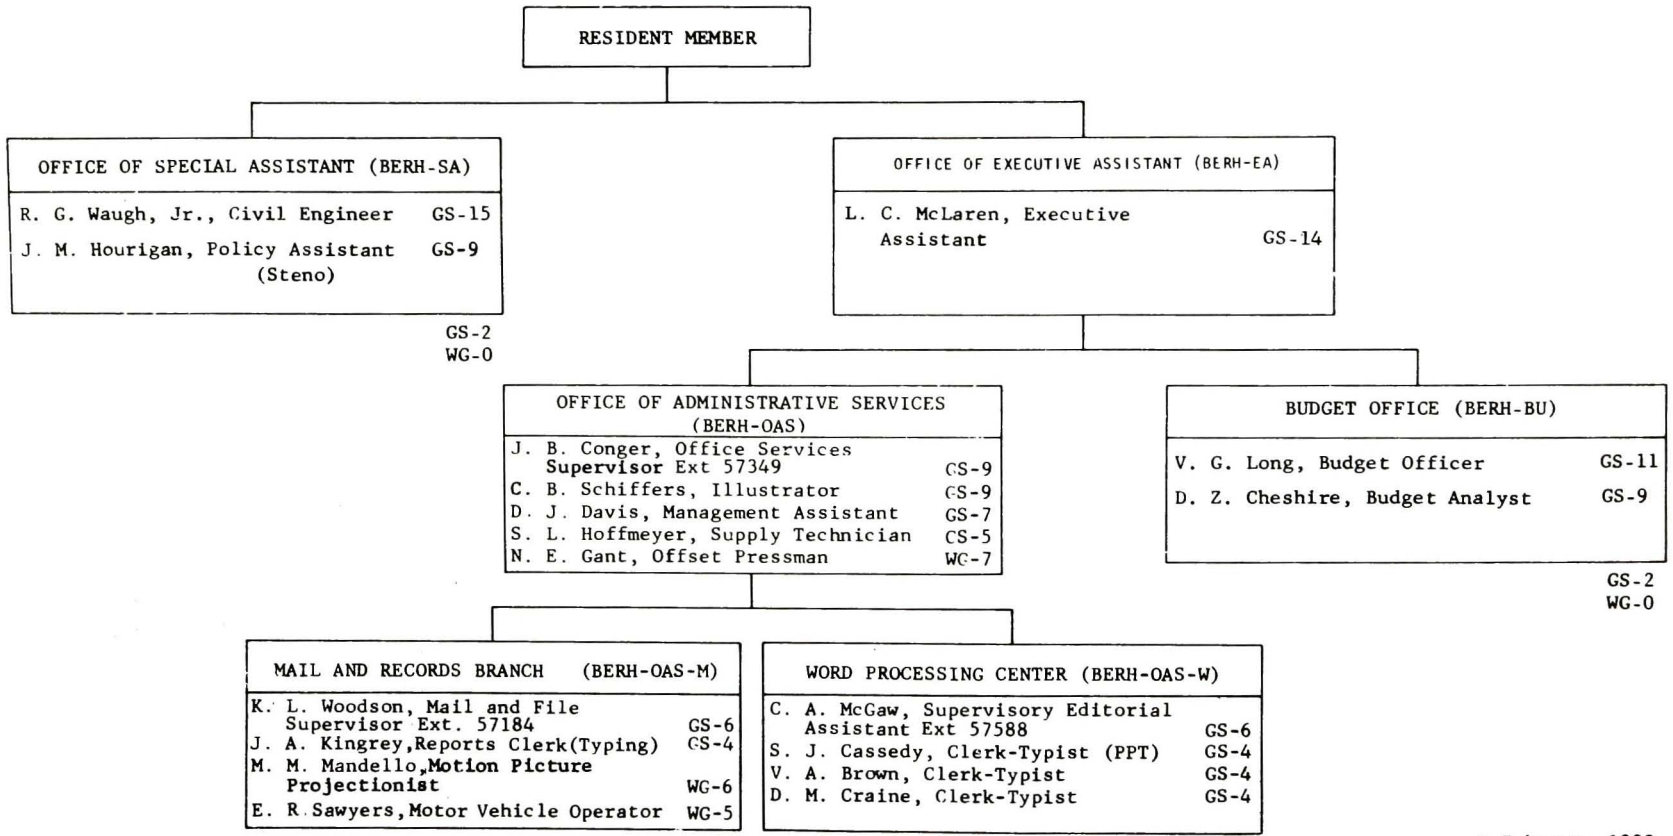 RESIDENT MEMBER
OFFICE OF SPECIAL ASSISTANT (BERH-SA)
R. G. Waugh, Jr., Civil Engineer GS-15
J. M. Hourigan, Policy Assistant GS-9
(Steno)
GS-2
WG-0
OFFICE OF EXECUTIVE ASSISTANT (BERH-EA)
L. C. McLaren, Executive
Assistant GS-14
OFFICE OF ADMINISTRATIVE SERVICES
(BERH-OAS)
J. B. Conger, Office Services
Supervisor Ext 57349 GS-9
C. B. Schiffers, Illustrator GS-9
D. J. Davis, Management Assistant GS-7
S. L. Hoffmeyer, Supply Technician GS-5
N. E. Gant, Offset Pressman WG-7
BUDGET OFFICE (BERH-BU)
V. G. Long, Budget Officer GS-11
D. Z. Cheshire, Budget Analyst GS-9
GS-2
WG-0
MAIL AND RECORDS BRANCH (BERH-OAS-M)
K. L. Woodson, Mail and File
Supervisor Ext. 57184 GS-6
J. A. Kingrey,Reports Clerk(Typing) GS-4
M. M. Mandello,Motion Picture
Projectionist WG-6
E. R.Sawyers,Motor Vehicle Operator WG-5
WORD PROCESSING CENTER (BERH-OAS-W)
C. A. McGaw, Supervisory Editorial
Assistant Ext 57588 GS-6
S. J. Cassedy, Clerk-Typist (PPT) GS-4
V. A. Brown, Clerk-Typist GS-4
D. M. Craine, Clerk-Typist GS-4